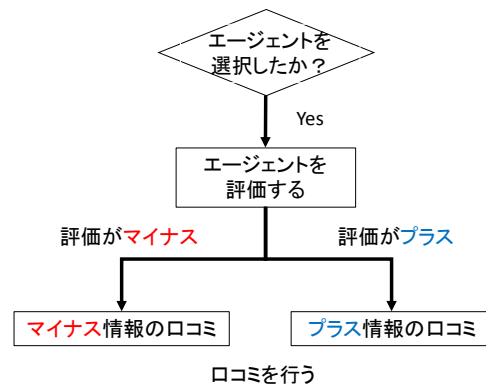 エージェントを
選択したか？
Yes
エージェントを
評価する
評価がマイナス
評価がプラス
マイナス情報の口コミ
プラス情報の口コミ
口コミを行う